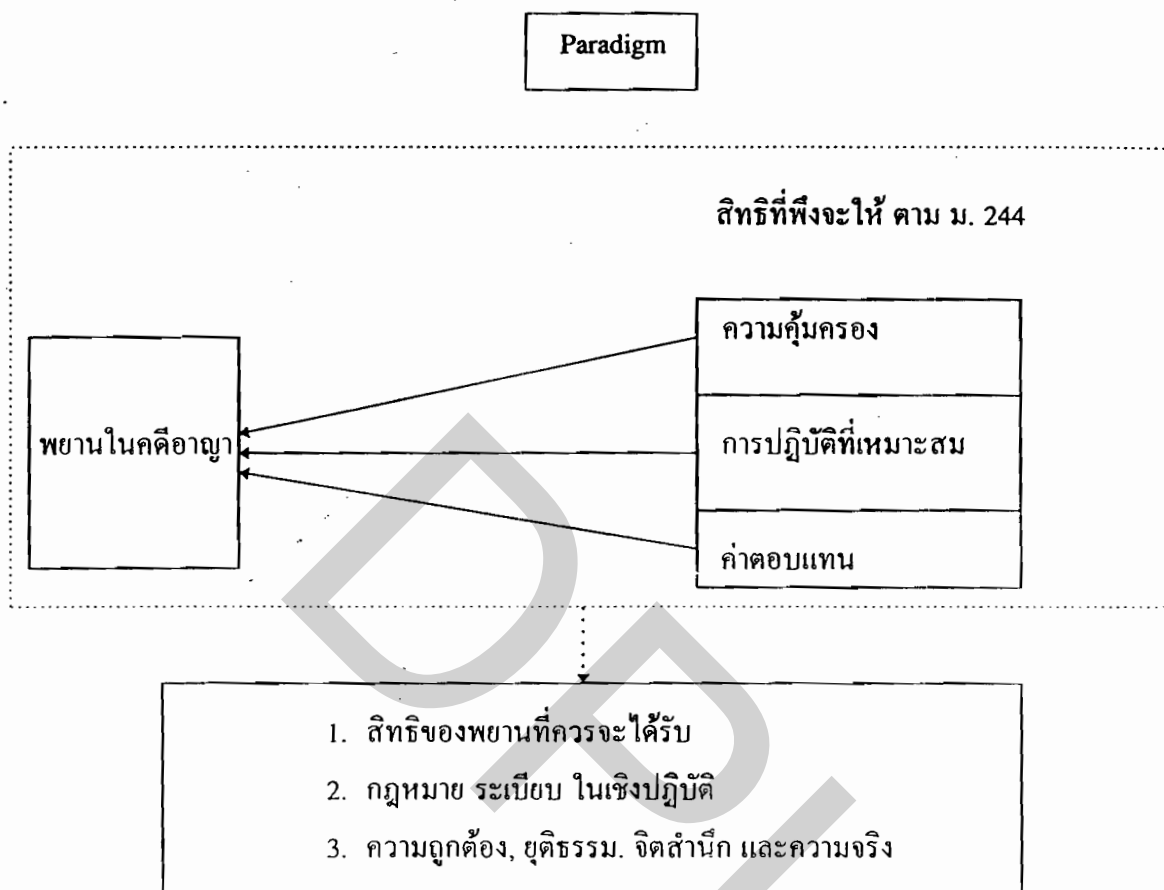 Paradigm
สิทธิที่พึงจะให้ ตาม ม. 244
ความคุ้มครอง
พยานในคดีอาญา
การปฏิบัติที่เหมาะสม
ค่าตอบแทน
1. สิทธิของพยานที่ควรจะได้รับ
2. กฎหมาย ระเบียบ ในเชิงปฏิบัติ
3. ความถูกต้อง, ยุติธรรม. จิตสำนึก และความจริง